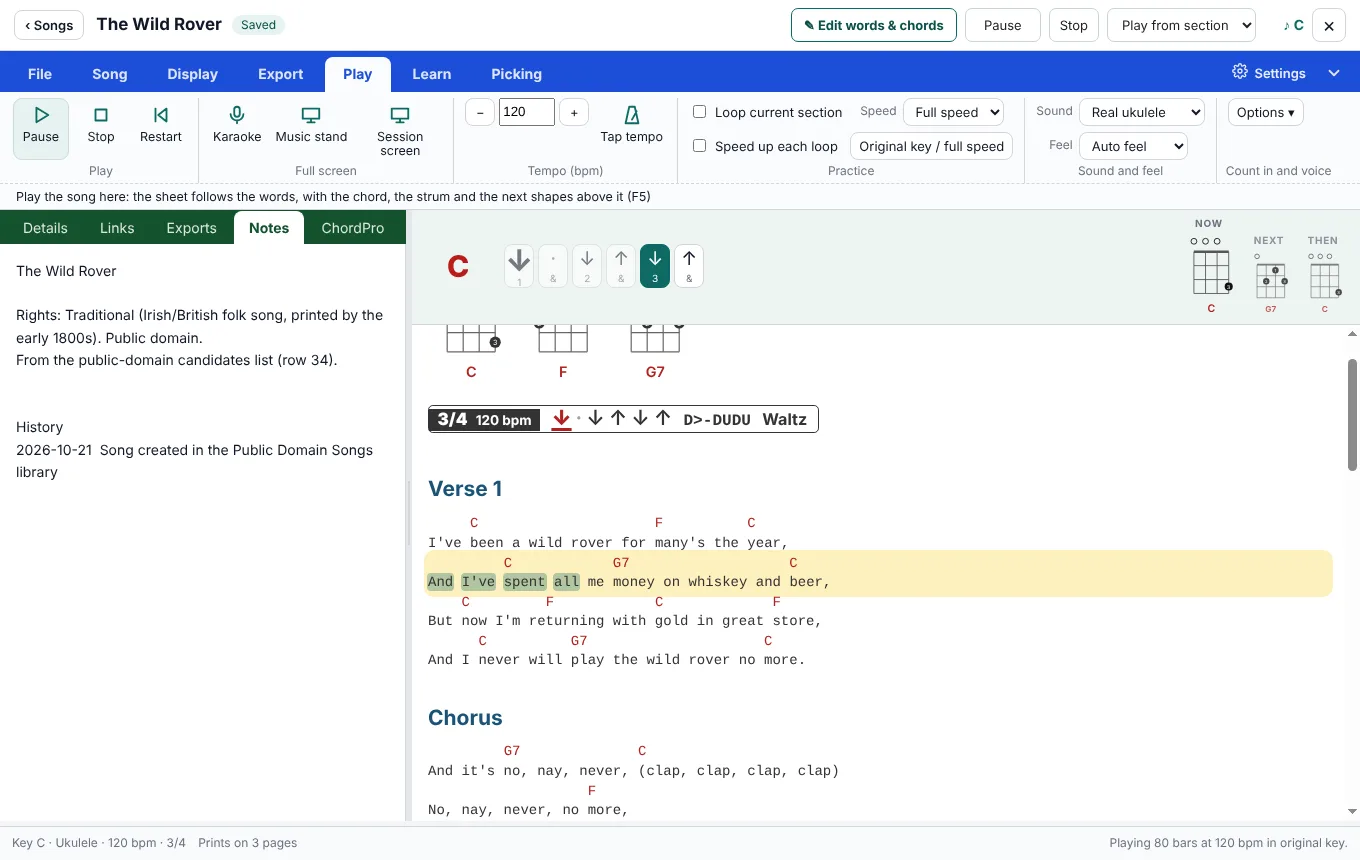 ‹ Songs The Wild Rover Saved ✎ Edit words & chords Pause Stop Play from section ♪ C ✕
File Song Display Export Play Learn Picking Settings
Pause Stop Restart Karaoke Music stand Session screen − 120 + Tap tempo
Loop current section Speed Full speed Sound Real ukulele Options ▾
Speed up each loop Original key / full speed Feel Auto feel
Play Full screen Tempo (bpm) Practice Sound and feel Count in and voice
Play the song here: the sheet follows the words, with the chord, the strum and the next shapes above it (F5)
Details Links Exports Notes ChordPro
The Wild Rover
Rights: Traditional (Irish/British folk song, printed by the
early 1800s). Public domain.
From the public-domain candidates list (row 34).
History
2026-10-21 Song created in the Public Domain Songs
library
C ↓ 1 · & ↓ 2 ↑ & ↓ 3 ↑ &
NOW NEXT THEN
3
C G7 C
3
C F G7
3/4 120 bpm ↓ · ↓ ↑ ↓ ↑ D>-DUDU Waltz
Verse 1
C F C
I've been a wild rover for many's the year,
C G7 C
And I've spent all me money on whiskey and beer,
C F C F
But now I'm returning with gold in great store,
C G7 C
And I never will play the wild rover no more.
Chorus
G7 C
And it's no, nay, never, (clap, clap, clap, clap)
F
No, nay, never, no more,
Key C · Ukulele · 120 bpm · 3/4 Prints on 3 pages Playing 80 bars at 120 bpm in original key.